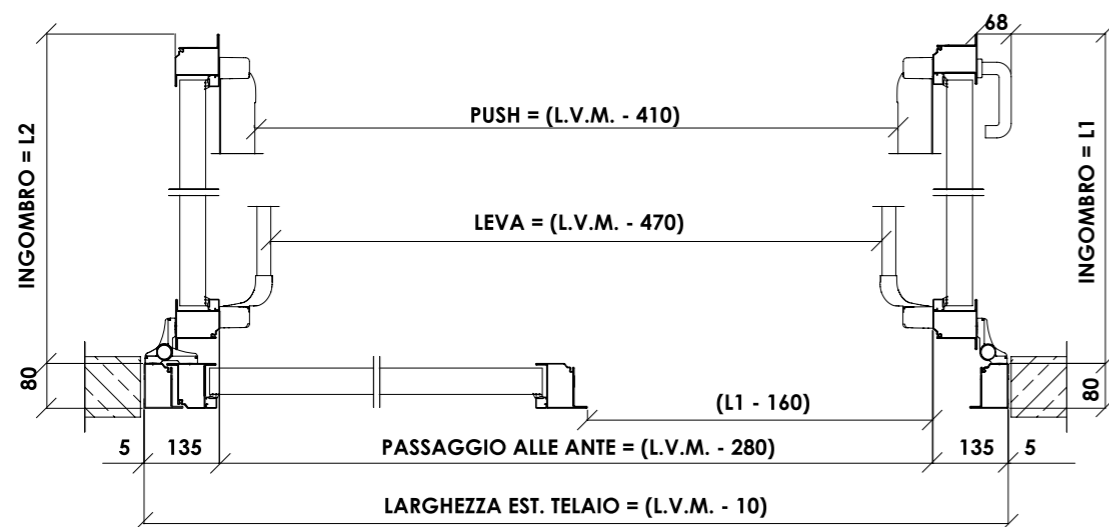 68
PUSH = (L.V.M. - 410)
INGOMBRO = L2
INGOMBRO = L1
LEVA = (L.V.M. - 470)
80
80
(L1 - 160)
5
135
PASSAGGIO ALLE ANTE = (L.V.M. - 280)
135
5
LARGHEZZA EST. TELAIO = (L.V.M. - 10)